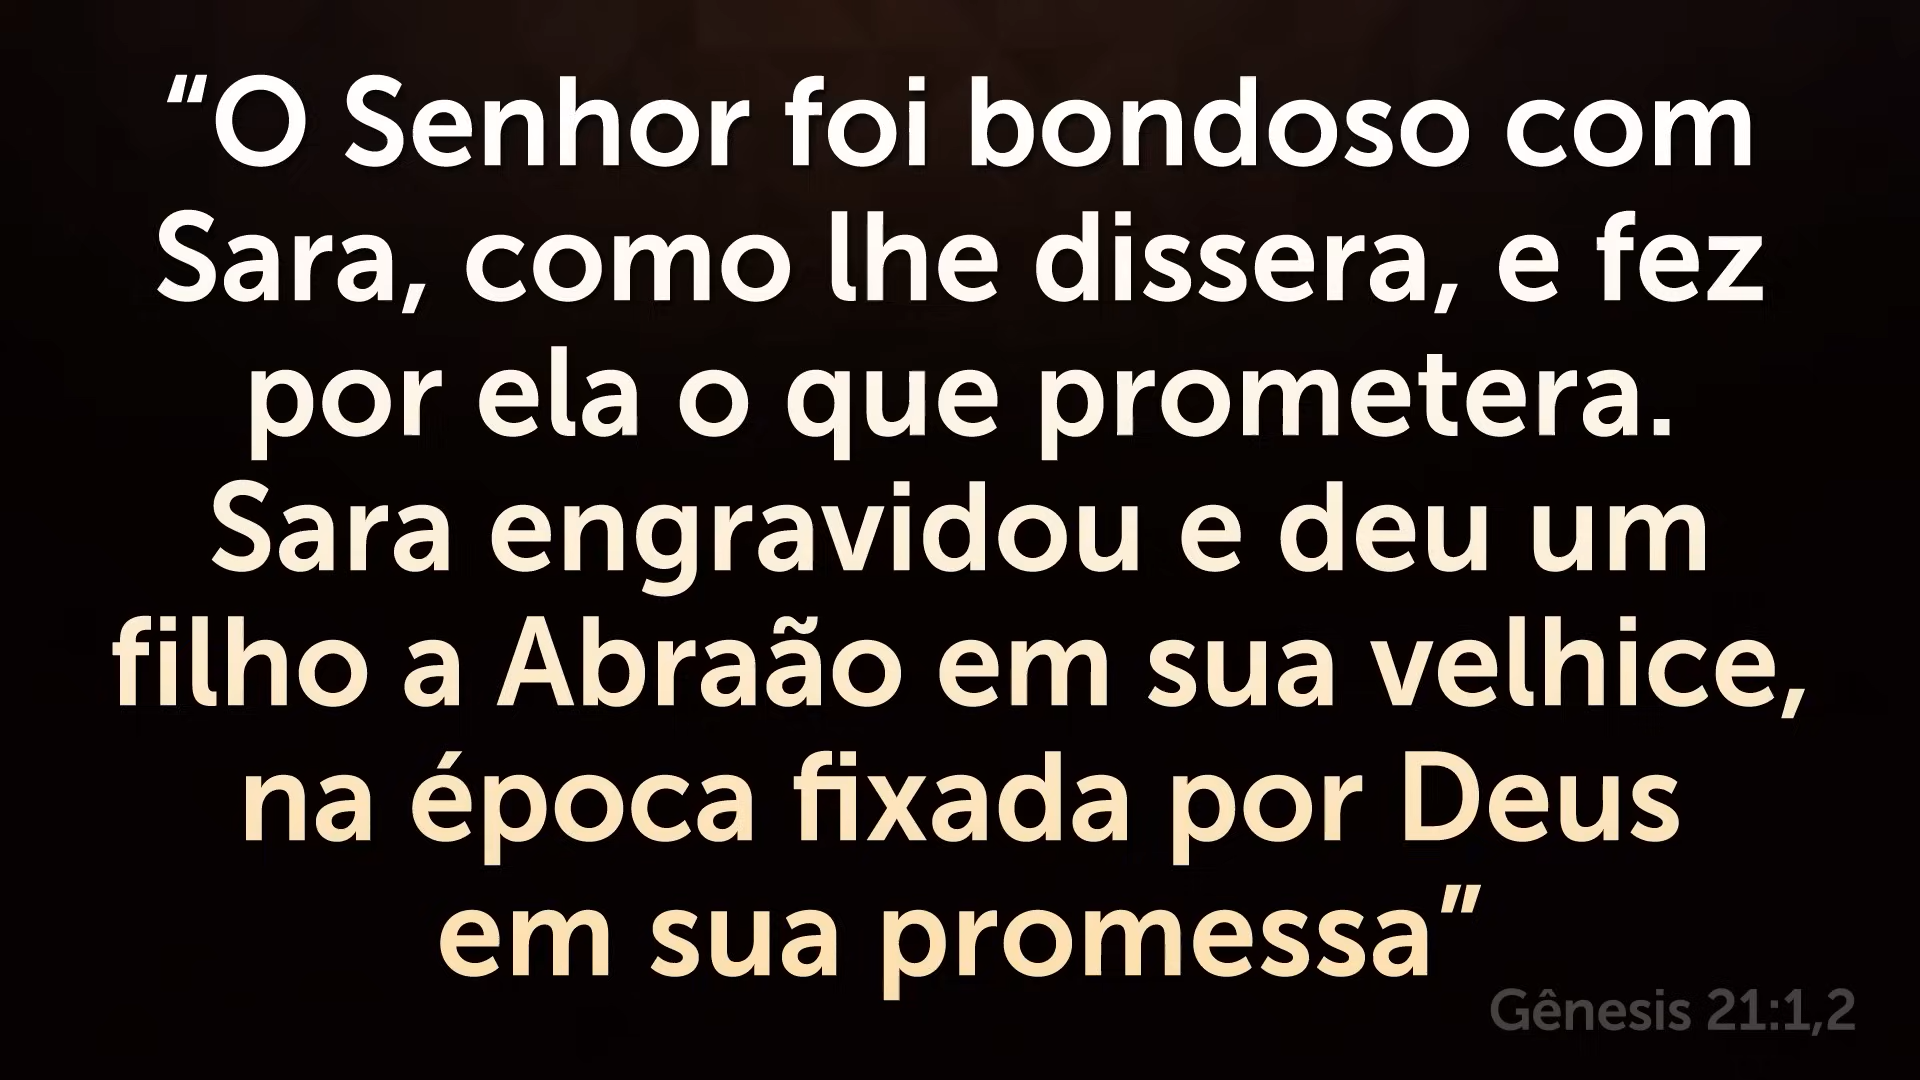 “O Senhor foi bondoso com
Sara, como lhe dissera, e fez
por ela o que prometera.
Sara engravidou e deu um
filho a Abraão em sua velhice,
na época fixada por Deus
em sua promessa”
Gênesis 21:1,2